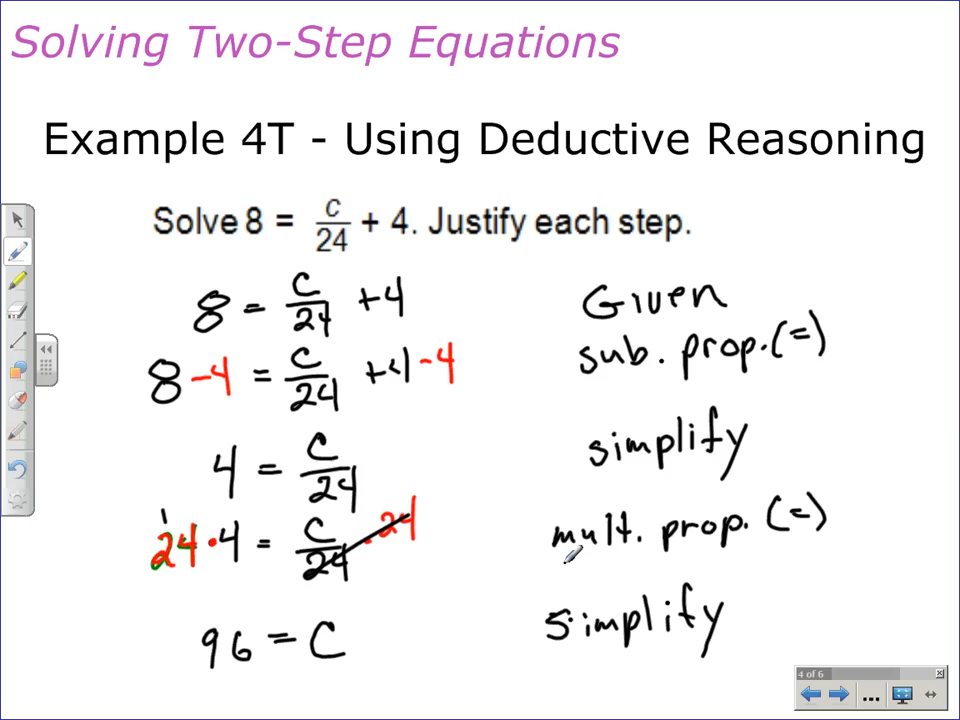 Solving Two-Step Equations
Example 4T - Using Deductive Reasoning
Solve 8 = c/24 + 4. Justify each step.
8 = c/24 + 4 Given
8 - 4 = c/24 + 4 - 4 sub. prop. (=)
4 = c/24 simplify
1
24 • 4 = c/24 · 24 mult. prop. (=)
96 = C simplify
4 of 6
...